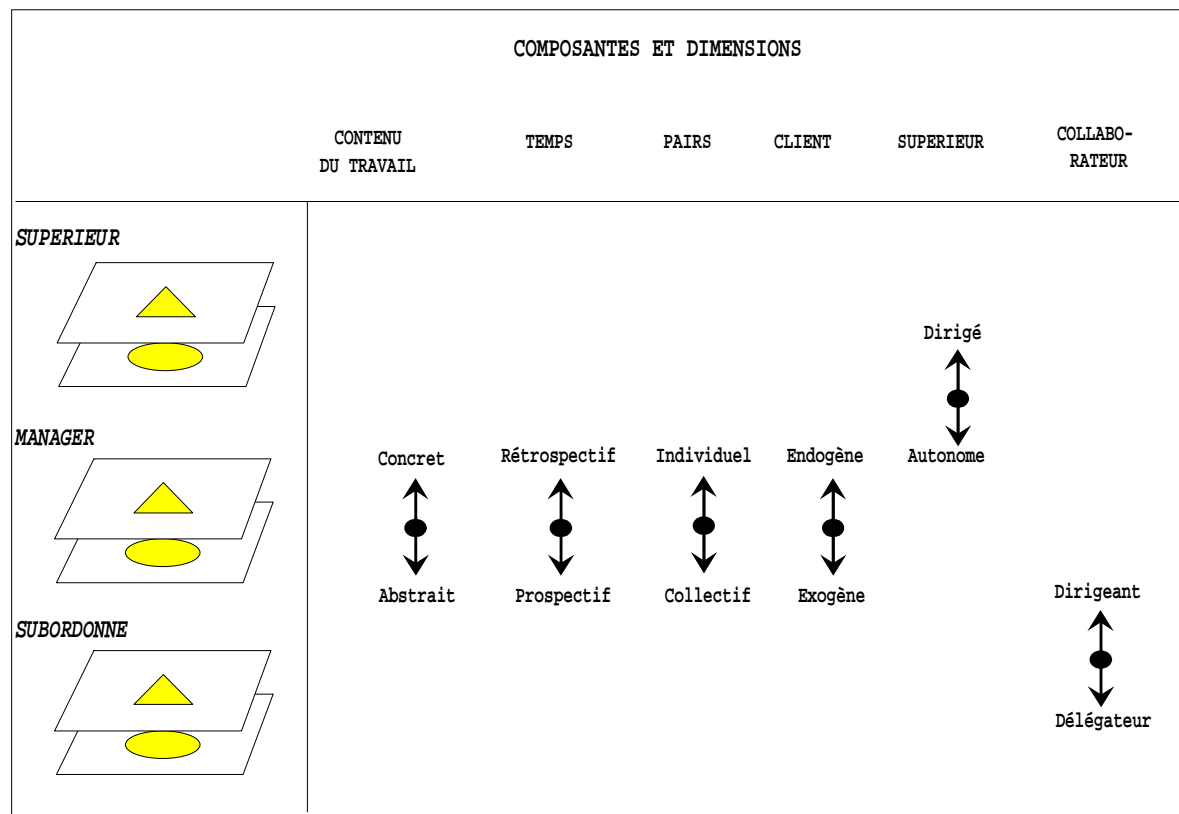 COMPOSANTES ET DIMENSIONS
CONTENU
DU TRAVAIL
TEMPS
PAIRS
CLIENT
SUPERIEUR
COLLABO-
RATEUR
SUPERIEUR
Dirigé
MANAGER
Concret
Rétrospectif
Individuel
Endogène
Autonome
Abstrait
Prospectif
Collectif
Exogène
Dirigeant
SUBORDONNE
Délégateur